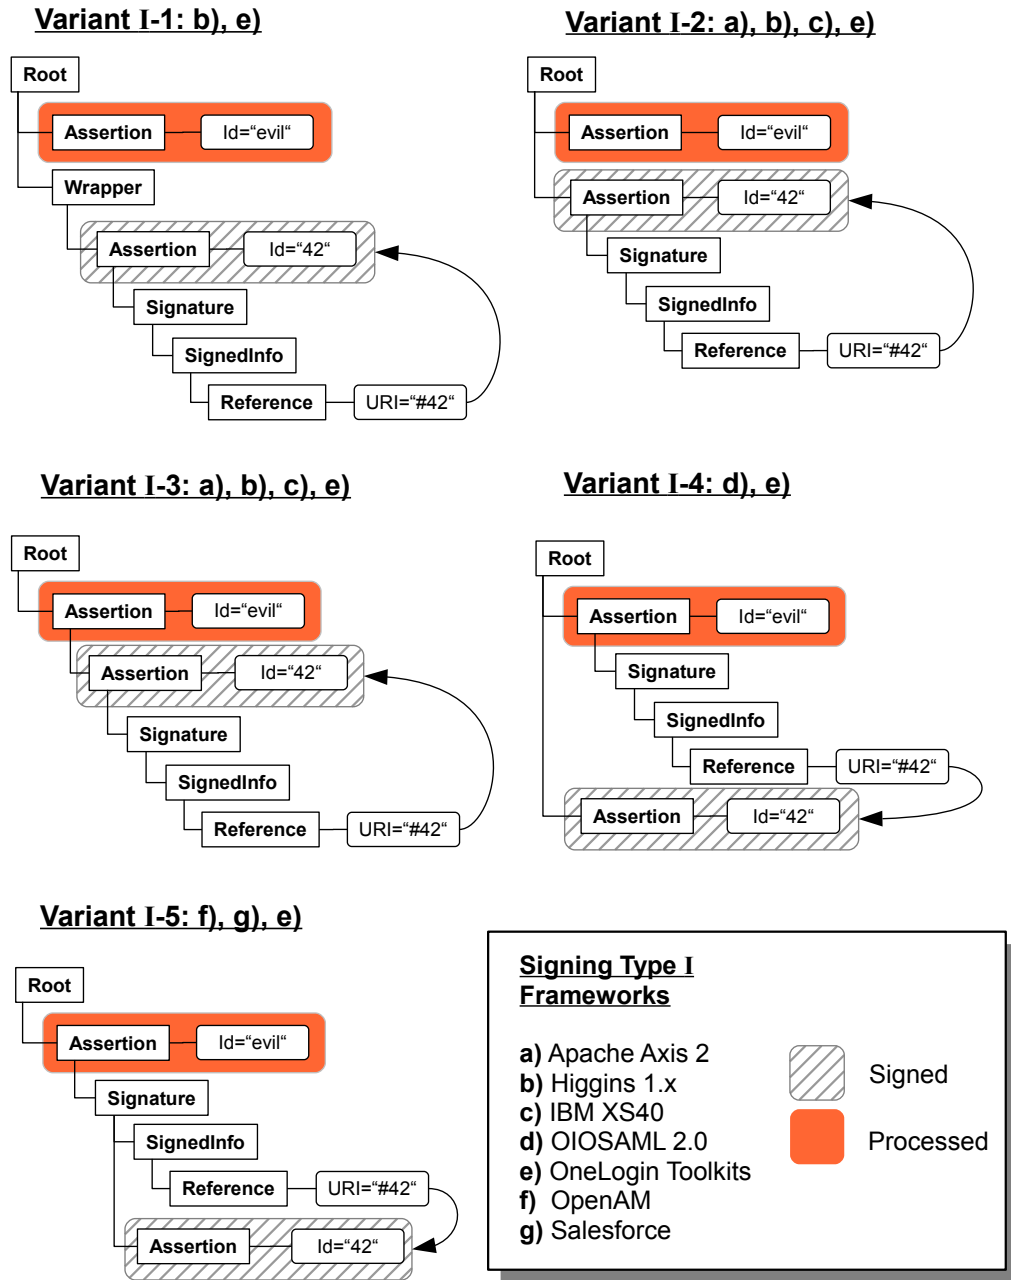 Variant I-1: b), e)
Root
Assertion
Id=“evil“
Wrapper
Assertion
Id=“42“
Signature
SignedInfo
Reference
URI=“#42“
Variant I-2: a), b), c), e)
Root
Assertion
Id=“evil“
Assertion
Id=“42“
Signature
SignedInfo
Reference
URI=“#42“
Variant I-3: a), b), c), e)
Root
Assertion
Id=“evil“
Assertion
Id=“42“
Signature
SignedInfo
Reference
URI=“#42“
Variant I-4: d), e)
Root
Assertion
Id=“evil“
Signature
SignedInfo
Reference
URI=“#42“
Assertion
Id=“42“
Variant I-5: f), g), e)
Root
Assertion
Id=“evil“
Signature
SignedInfo
Reference
URI=“#42“
Assertion
Id=“42“
Signing Type I
Frameworks
a) Apache Axis 2
b) Higgins 1.x
c) IBM XS40
d) OIOSAML 2.0
e) OneLogin Toolkits
f) OpenAM
g) Salesforce
Signed
Processed